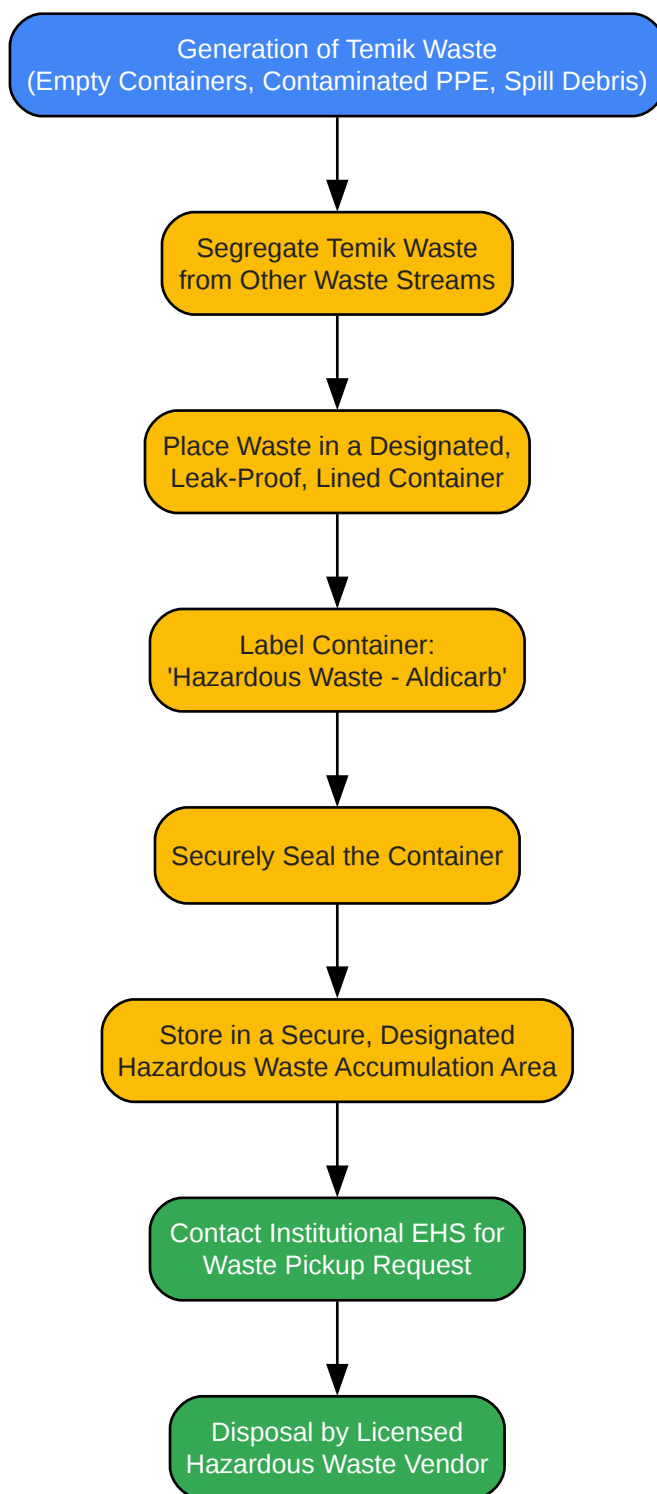 Generation of Temik Waste
(Empty Containers, Contaminated PPE, Spill Debris)
Segregate Temik Waste
from Other Waste Streams
Place Waste in a Designated,
Leak-Proof, Lined Container
Label Container:
'Hazardous Waste - Aldicarb'
Securely Seal the Container
Store in a Secure, Designated
Hazardous Waste Accumulation Area
Contact Institutional EHS for
Waste Pickup Request
Disposal by Licensed
Hazardous Waste Vendor